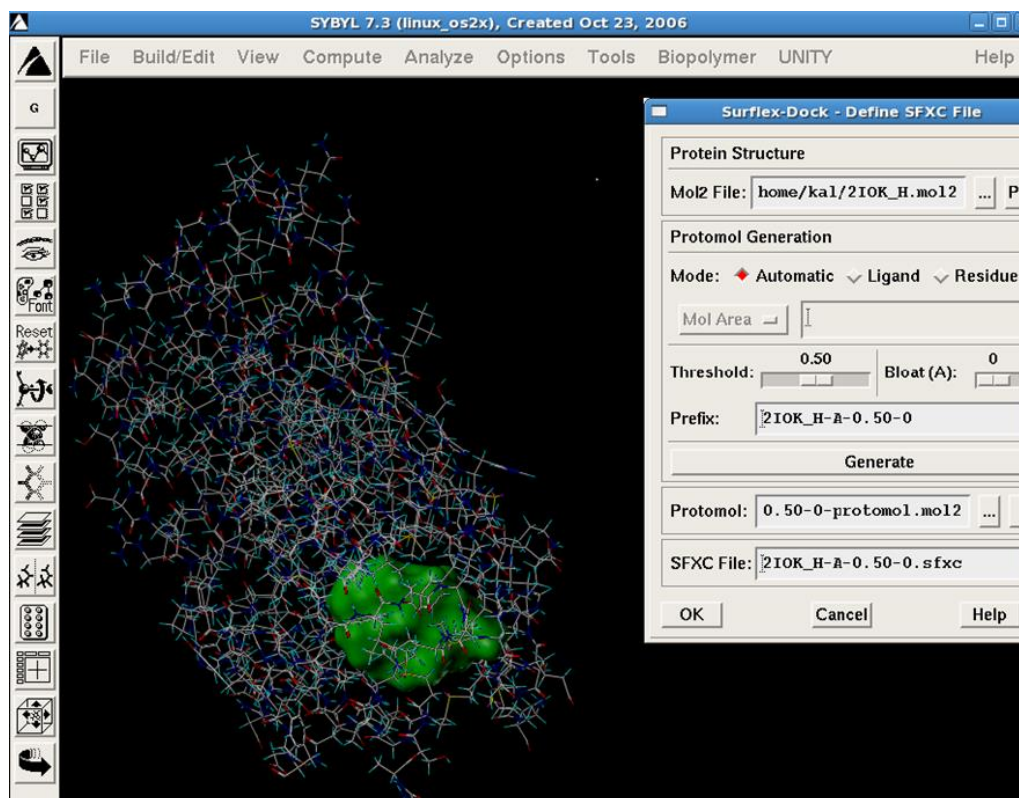 SYBYL 7.3 (linux_os2x), Created Oct 23, 2006
File Build/Edit View Compute Analyze Options Tools Biopolymer UNITY Help
G
Font
Reset
Surflex-Dock - Define SFXC File
Protein Structure
Mol2 File: home/kal/2IOK_H.mol2 ... P
Protomol Generation
Mode: Automatic Ligand Residue
Mol Area
Threshold: 0.50 Bloat (A): 0
Prefix: 2IOK_H-A-0.50-0
Generate
Protomol: 0.50-0-protomol.mol2 ...
SFXC File: 2IOK_H-A-0.50-0.sfxc
OK Cancel Help